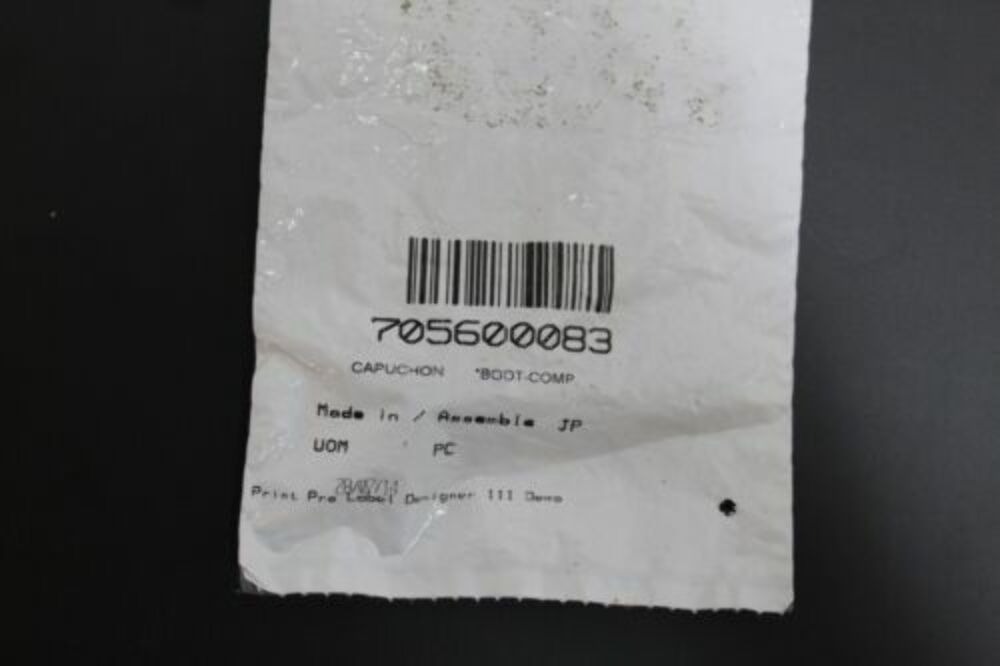 705600083
CAPUCHON *BOOT-COMP
Made in / Assemble JP
UOM PC
Print Pro Label Designer III Demo